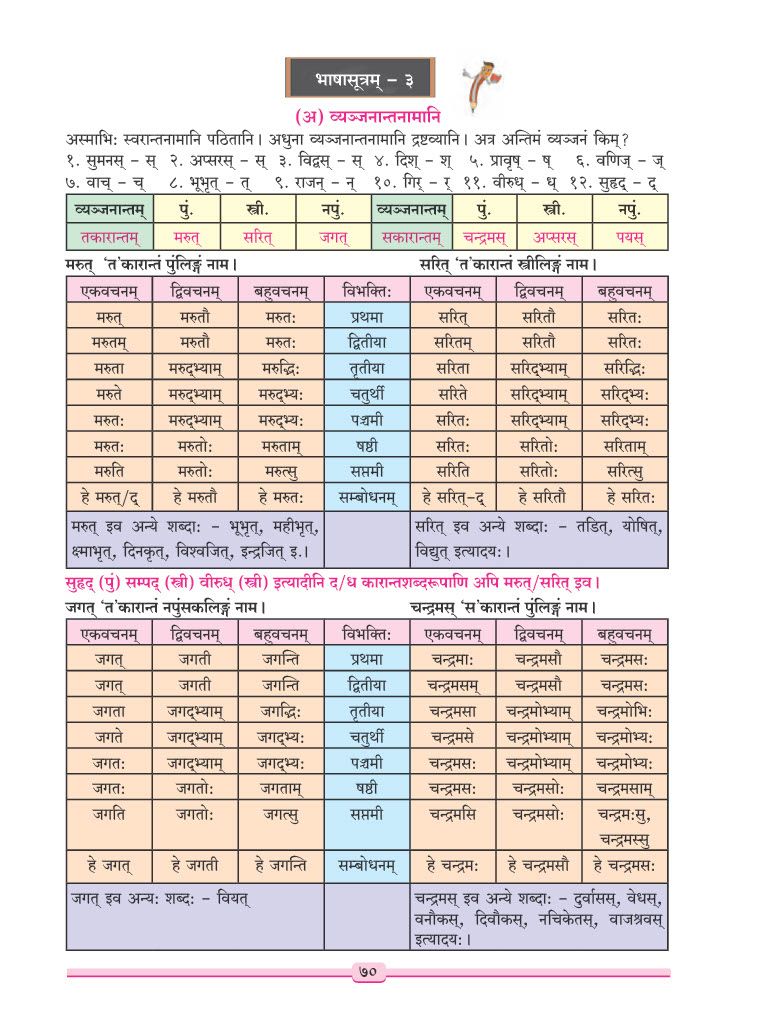 भाषासूत्रम् - ३
(अ) व्यञ्जनान्तनामानि
अस्माभिः स्वरान्तनामानि पठितानि। अधुना व्यञ्जनान्तनामानि द्रष्टव्यानि। अत्र अन्तिमं व्यञ्जनं किम्?
१. सुमनस् - स् २. अप्सरस् - स् ३. विद्वस् - स् ४. दिश् - श् ५. प्रावृष् - ष् ६. वणिज् - ज्
७. वाच् - च् ८. भूभृत् - त् ९. राजन् - न् १०. गिर् - र् ११. वीरुध् - ध् १२. सुहृद् - द्
व्यञ्जनान्तम् पुं. स्त्री. नपुं. व्यञ्जनान्तम् पुं. स्त्री. नपुं.
तकारान्तम् मरुत् सरित् जगत् सकारान्तम् चन्द्रमस् अप्सरस् पयस्
मरुत् ‘त’कारान्तं पुंलिङ्गं नाम। सरित् ‘त’कारान्तं स्त्रीलिङ्गं नाम।
एकवचनम् द्विवचनम् बहुवचनम् विभक्तिः एकवचनम् द्विवचनम् बहुवचनम्
मरुत् मरुतौ मरुतः प्रथमा सरित् सरितौ सरितः
मरुतम् मरुतौ मरुतः द्वितीया सरितम् सरितौ सरितः
मरुता मरुद्भ्याम् मरुद्भिः तृतीया सरिता सरिद्भ्याम् सरिद्भिः
मरुते मरुद्भ्याम् मरुद्भ्यः चतुर्थी सरिते सरिद्भ्याम् सरिद्भ्यः
मरुतः मरुद्भ्याम् मरुद्भ्यः पञ्चमी सरितः सरिद्भ्याम् सरिद्भ्यः
मरुतः मरुतोः मरुताम् षष्ठी सरितः सरितोः सरिताम्
मरुति मरुतोः मरुत्सु सप्तमी सरिति सरितोः सरित्सु
हे मरुत्/द् हे मरुतौ हे मरुतः सम्बोधनम् हे सरित्-द् हे सरितौ हे सरितः
मरुत् इव अन्ये शब्दाः - भूभृत्, महीभृत्, सरित् इव अन्ये शब्दाः - तडित्, योषित्,
क्ष्माभृत्, दिनकृत्, विश्वजित्, इन्द्रजित् इ.। विद्युत् इत्यादयः।
सुहृद् (पुं) सम्पद् (स्त्री) वीरुध् (स्त्री) इत्यादीनि द/ध कारान्तशब्दरूपाणि अपि मरुत्/सरित् इव।
जगत् ‘त’कारान्तं नपुंसकलिङ्गं नाम। चन्द्रमस् ‘स’कारान्तं पुंलिङ्गं नाम।
एकवचनम् द्विवचनम् बहुवचनम् विभक्तिः एकवचनम् द्विवचनम् बहुवचनम्
जगत् जगती जगन्ति प्रथमा चन्द्रमाः चन्द्रमसौ चन्द्रमसः
जगत् जगती जगन्ति द्वितीया चन्द्रमसम् चन्द्रमसौ चन्द्रमसः
जगता जगद्भ्याम् जगद्भिः तृतीया चन्द्रमसा चन्द्रमोभ्याम् चन्द्रमोभिः
जगते जगद्भ्याम् जगद्भ्यः चतुर्थी चन्द्रमसे चन्द्रमोभ्याम् चन्द्रमोभ्यः
जगतः जगद्भ्याम् जगद्भ्यः पञ्चमी चन्द्रमसः चन्द्रमोभ्याम् चन्द्रमोभ्यः
जगतः जगतोः जगताम् षष्ठी चन्द्रमसः चन्द्रमसोः चन्द्रमसाम्
जगति जगतोः जगत्सु सप्तमी चन्द्रमसि चन्द्रमसोः चन्द्रमःसु,
चन्द्रमस्सु
हे जगत् हे जगती हे जगन्ति सम्बोधनम् हे चन्द्रमः हे चन्द्रमसौ हे चन्द्रमसः
जगत् इव अन्यः शब्दः - वियत् चन्द्रमस् इव अन्ये शब्दाः - दुर्वासस्, वेधस्,
वनौकस्, दिवौकस्, नचिकेतस्, वाजश्रवस्
इत्यादयः।
७०